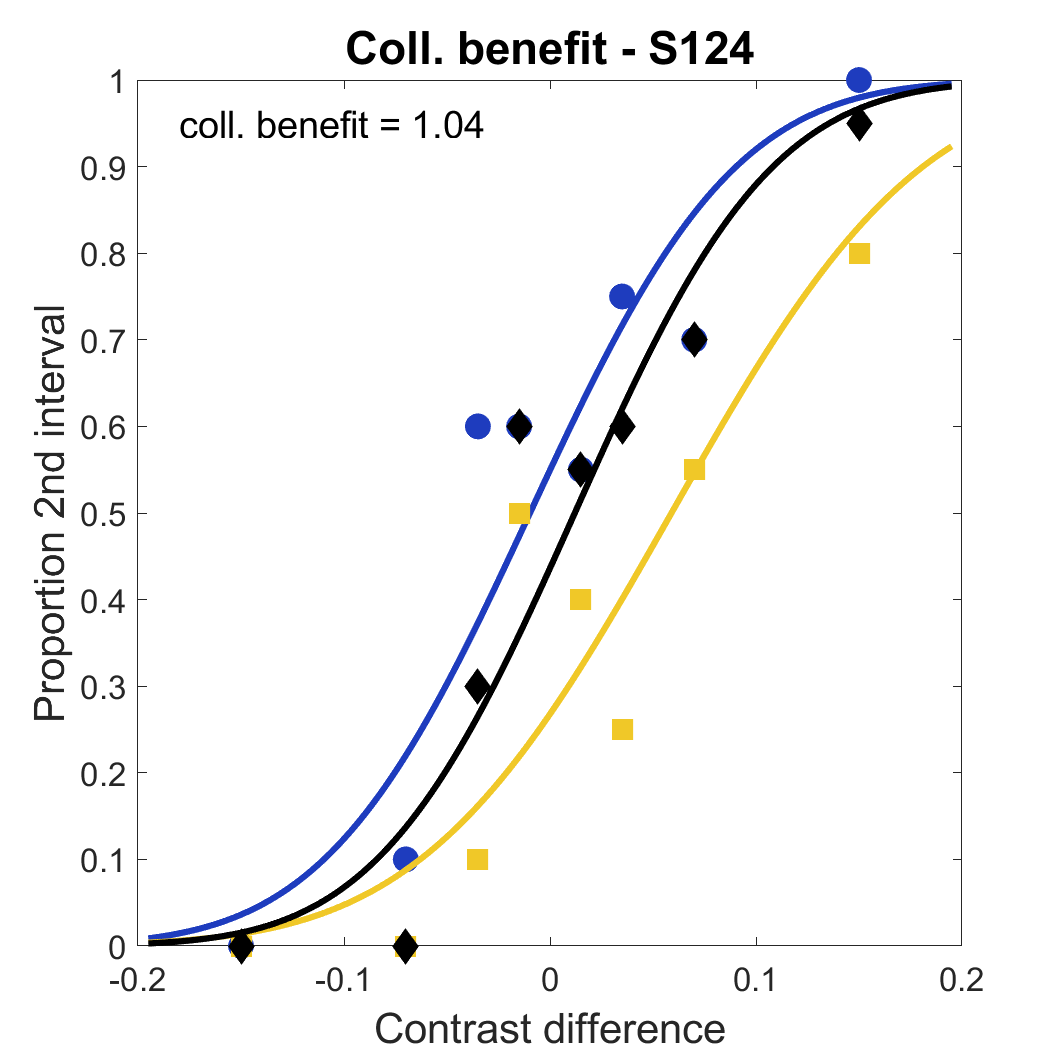 Coll. benefit - S124
coll. benefit = 1.04
1
0.9
0.8
0.7
0.6
0.5
0.4
0.3
0.2
0.1
0
Proportion 2nd interval
-0.2 -0.1 0 0.1 0.2
Contrast difference